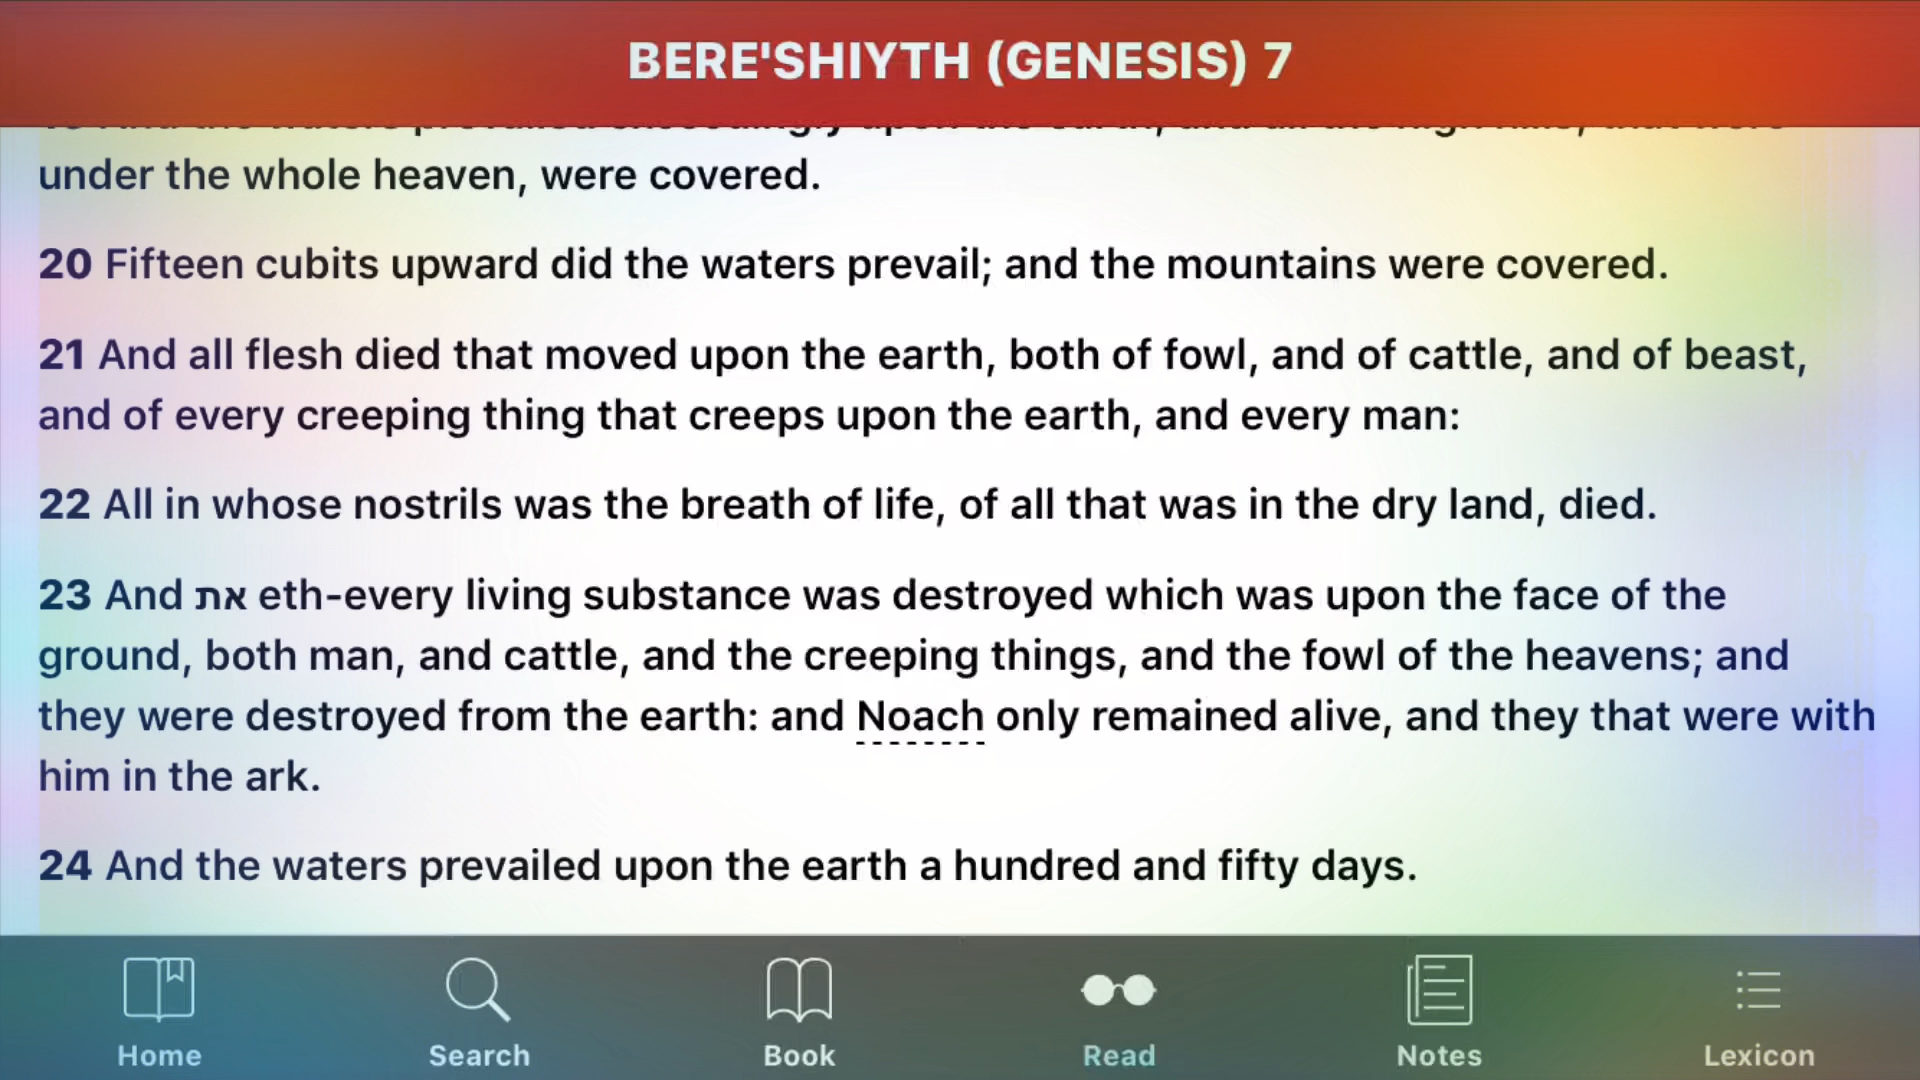 BERE'SHIYTH (GENESIS) 7
under the whole heaven, were covered.
20 Fifteen cubits upward did the waters prevail; and the mountains were covered.
21 And all flesh died that moved upon the earth, both of fowl, and of cattle, and of beast,
and of every creeping thing that creeps upon the earth, and every man:
22 All in whose nostrils was the breath of life, of all that was in the dry land, died.
23 And את eth-every living substance was destroyed which was upon the face of the
ground, both man, and cattle, and the creeping things, and the fowl of the heavens; and
they were destroyed from the earth: and Noach only remained alive, and they that were with
him in the ark.
24 And the waters prevailed upon the earth a hundred and fifty days.
Home Search Book Read Notes Lexicon